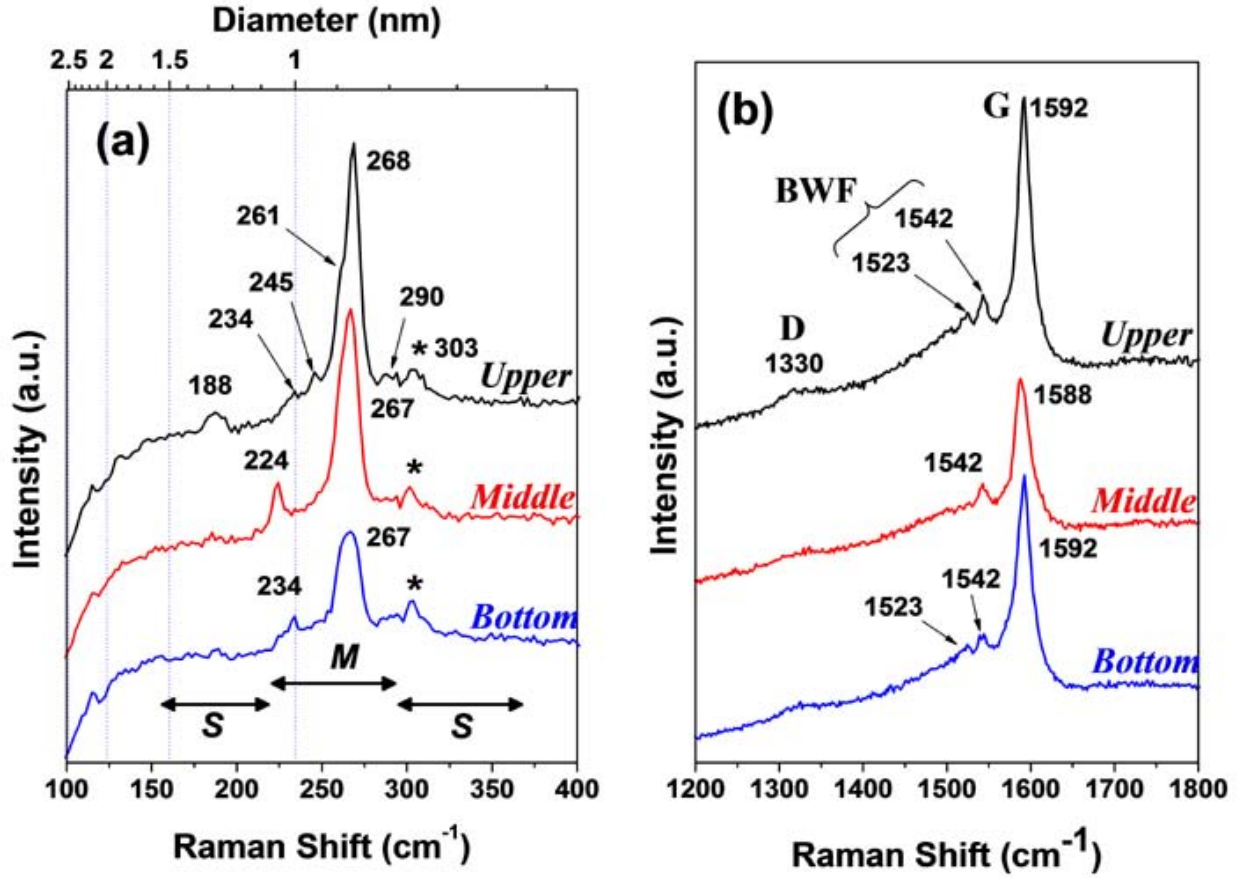 Diameter (nm)
2.5 2 1.5 1
(a)
268
261
245
234
290
* 303
188
Upper
267
224
*
Middle
267
234
*
Bottom
M
S S
100 150 200 250 300 350 400
Raman Shift (cm-1)
Intensity (a.u.)
(b)
G 1592
BWF
1542
1523
D
1330
Upper
1588
1542
Middle
1592
1542
1523
Bottom
1200 1300 1400 1500 1600 1700 1800
Raman Shift (cm-1)
Intensity (a.u.)